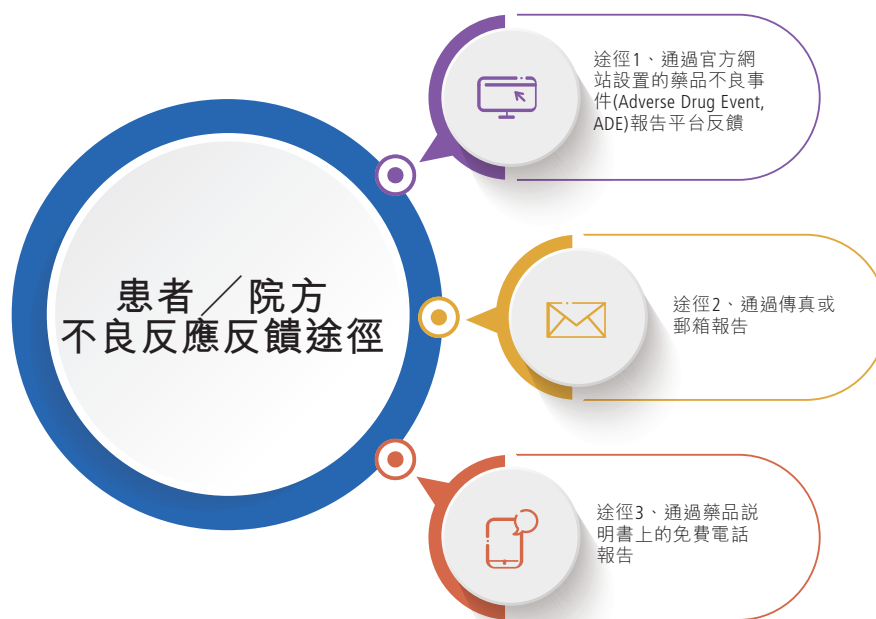 患者／院方
不良反應反饋途徑
途徑1、通過官方網
站設置的藥品不良事
件(Adverse Drug Event,
ADE)報告平台反饋
途徑2、通過傳真或
郵箱報告
途徑3、通過藥品説
明書上的免費電話
報告